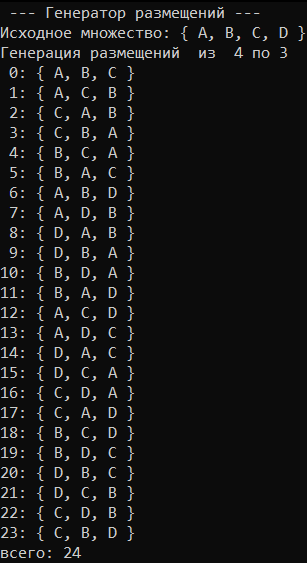 --- Генератор размещений ---
Исходное множество: { A, B, C, D }
Генерация размещений  из  4 по 3
 0: { A, B, C }
 1: { A, C, B }
 2: { C, A, B }
 3: { C, B, A }
 4: { B, C, A }
 5: { B, A, C }
 6: { A, B, D }
 7: { A, D, B }
 8: { D, A, B }
 9: { D, B, A }
10: { B, D, A }
11: { B, A, D }
12: { A, C, D }
13: { A, D, C }
14: { D, A, C }
15: { D, C, A }
16: { C, D, A }
17: { C, A, D }
18: { B, C, D }
19: { B, D, C }
20: { D, B, C }
21: { D, C, B }
22: { C, D, B }
23: { C, B, D }
всего: 24